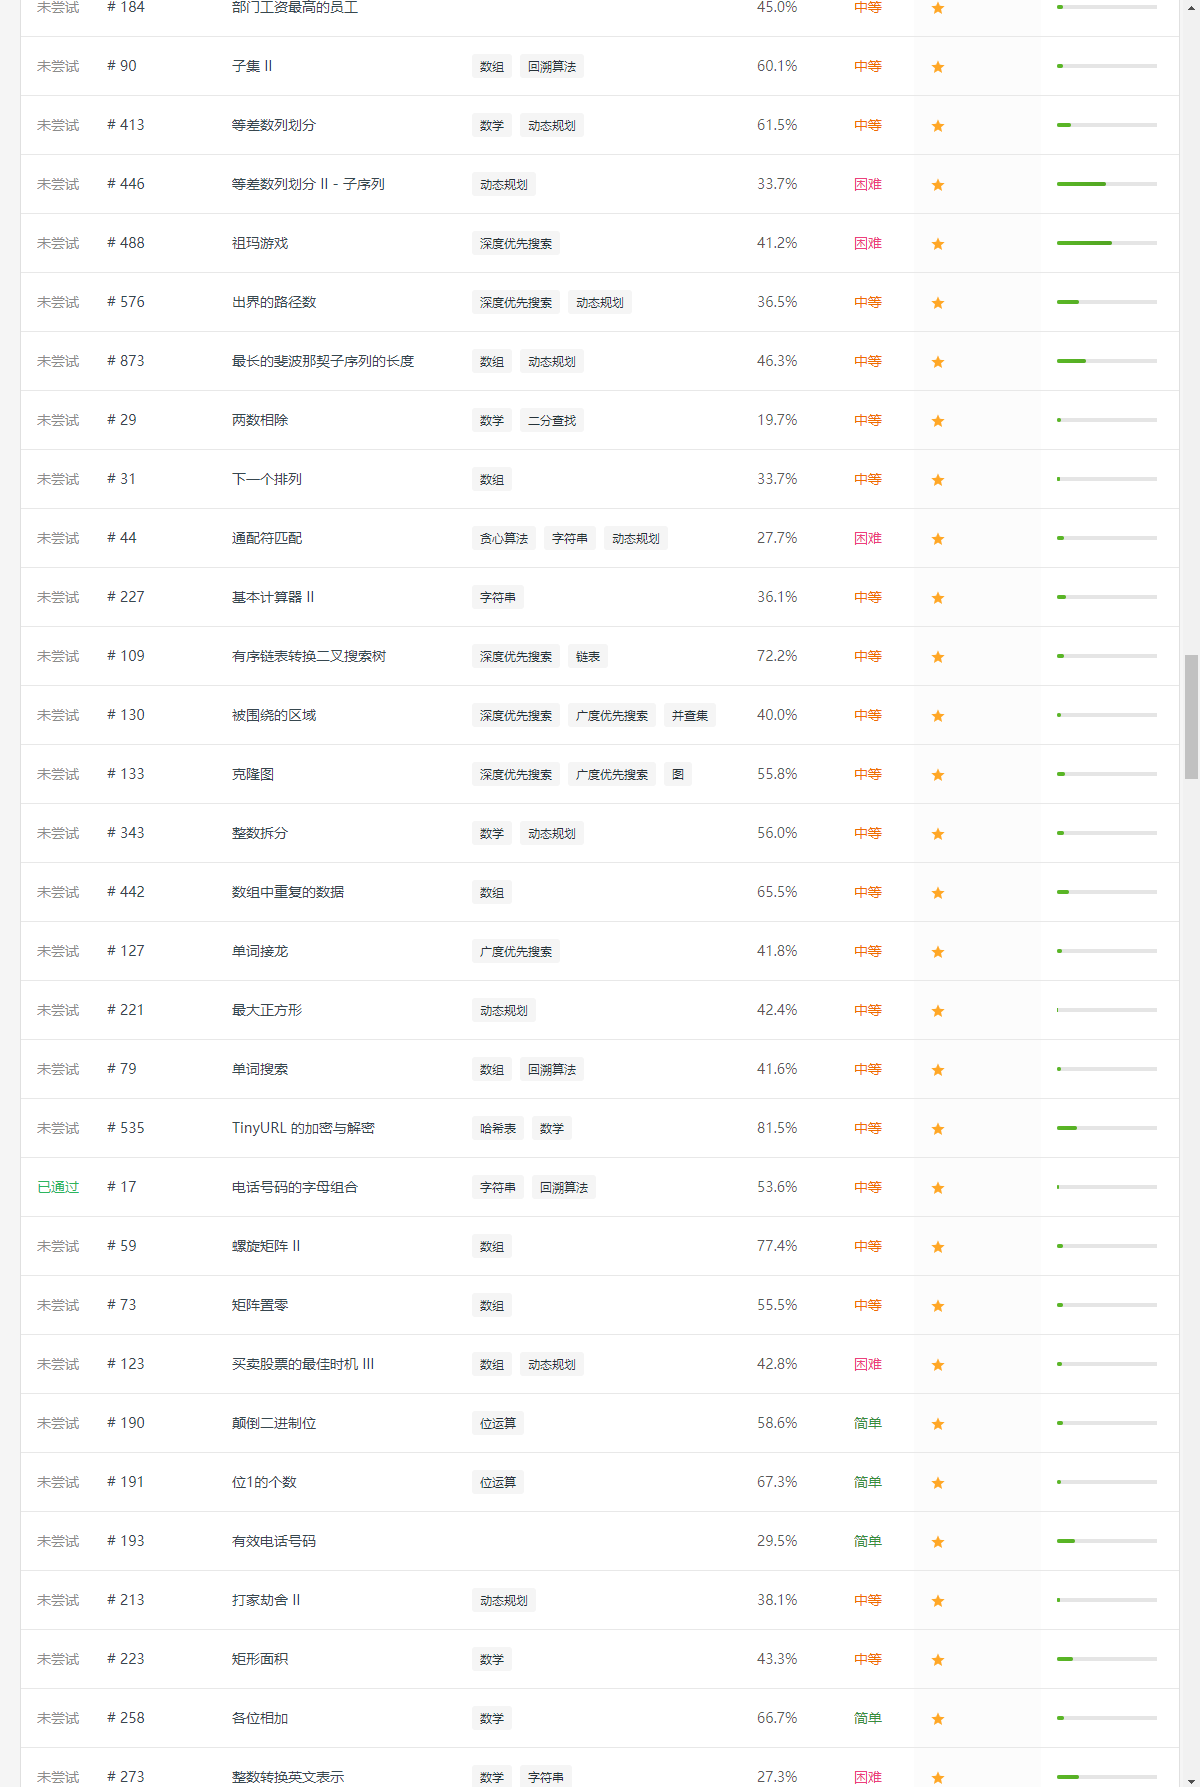 未尝试 # 184 部门工资最高的员工 45.0% 中等
未尝试 # 90 子集 II 数组 回溯算法 60.1% 中等
未尝试 # 413 等差数列划分 数学 动态规划 61.5% 中等
未尝试 # 446 等差数列划分 II - 子序列 动态规划 33.7% 困难
未尝试 # 488 祖玛游戏 深度优先搜索 41.2% 困难
未尝试 # 576 出界的路径数 深度优先搜索 动态规划 36.5% 中等
未尝试 # 873 最长的斐波那契子序列的长度 数组 动态规划 46.3% 中等
未尝试 # 29 两数相除 数学 二分查找 19.7% 中等
未尝试 # 31 下一个排列 数组 33.7% 中等
未尝试 # 44 通配符匹配 贪心算法 字符串 动态规划 27.7% 困难
未尝试 # 227 基本计算器 II 字符串 36.1% 中等
未尝试 # 109 有序链表转换二叉搜索树 深度优先搜索 链表 72.2% 中等
未尝试 # 130 被围绕的区域 深度优先搜索 广度优先搜索 并查集 40.0% 中等
未尝试 # 133 克隆图 深度优先搜索 广度优先搜索 图 55.8% 中等
未尝试 # 343 整数拆分 数学 动态规划 56.0% 中等
未尝试 # 442 数组中重复的数据 数组 65.5% 中等
未尝试 # 127 单词接龙 广度优先搜索 41.8% 中等
未尝试 # 221 最大正方形 动态规划 42.4% 中等
未尝试 # 79 单词搜索 数组 回溯算法 41.6% 中等
未尝试 # 535 TinyURL 的加密与解密 哈希表 数学 81.5% 中等
已通过 # 17 电话号码的字母组合 字符串 回溯算法 53.6% 中等
未尝试 # 59 螺旋矩阵 II 数组 77.4% 中等
未尝试 # 73 矩阵置零 数组 55.5% 中等
未尝试 # 123 买卖股票的最佳时机 III 数组 动态规划 42.8% 困难
未尝试 # 190 颠倒二进制位 位运算 58.6% 简单
未尝试 # 191 位1的个数 位运算 67.3% 简单
未尝试 # 193 有效电话号码 29.5% 简单
未尝试 # 213 打家劫舍 II 动态规划 38.1% 中等
未尝试 # 223 矩形面积 数学 43.3% 中等
未尝试 # 258 各位相加 数学 66.7% 简单
未尝试 # 273 整数转换英文表示 数学 字符串 27.3% 困难